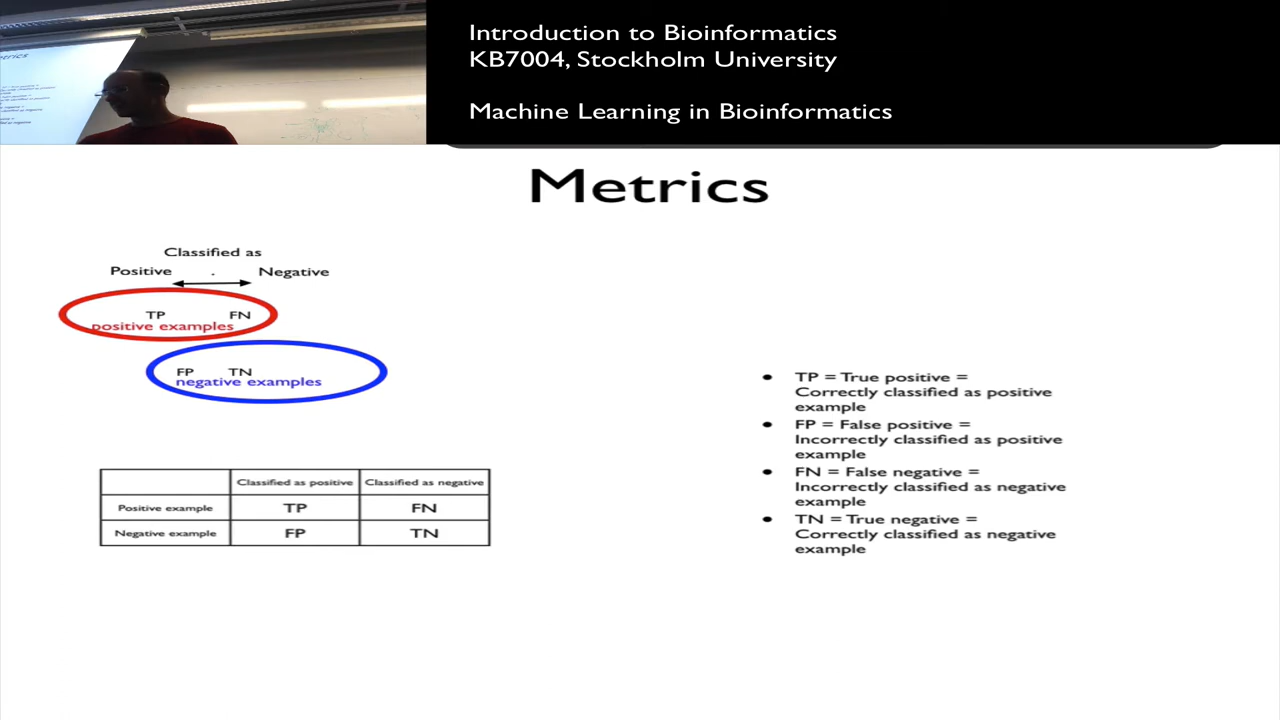 Introduction to Bioinformatics
KB7004, Stockholm University
Machine Learning in Bioinformatics
Metrics
Classified as
Positive . Negative
TP FN
positive examples
FP TN
negative examples
Classified as positive Classified as negative
Positive example TP FN
Negative example FP TN
• TP = True positive =
Correctly classified as positive
example
• FP = False positive =
Incorrectly classified as positive
example
• FN = False negative =
Incorrectly classified as negative
example
• TN = True negative =
Correctly classified as negative
example